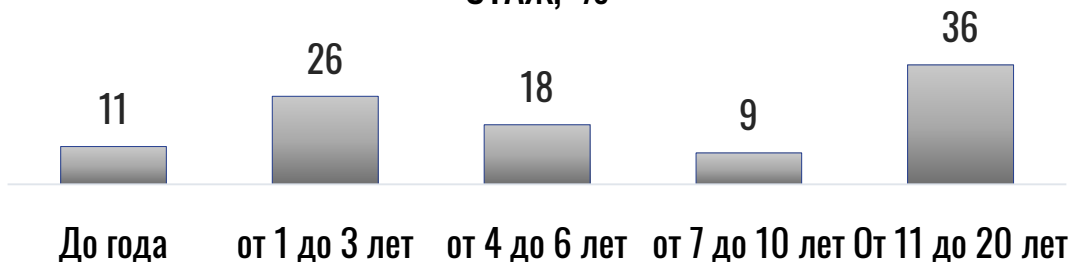 СТАЖ, %
11
26
18
9
36
До года
от 1 до 3 лет
от 4 до 6 лет
от 7 до 10 лет
От 11 до 20 лет